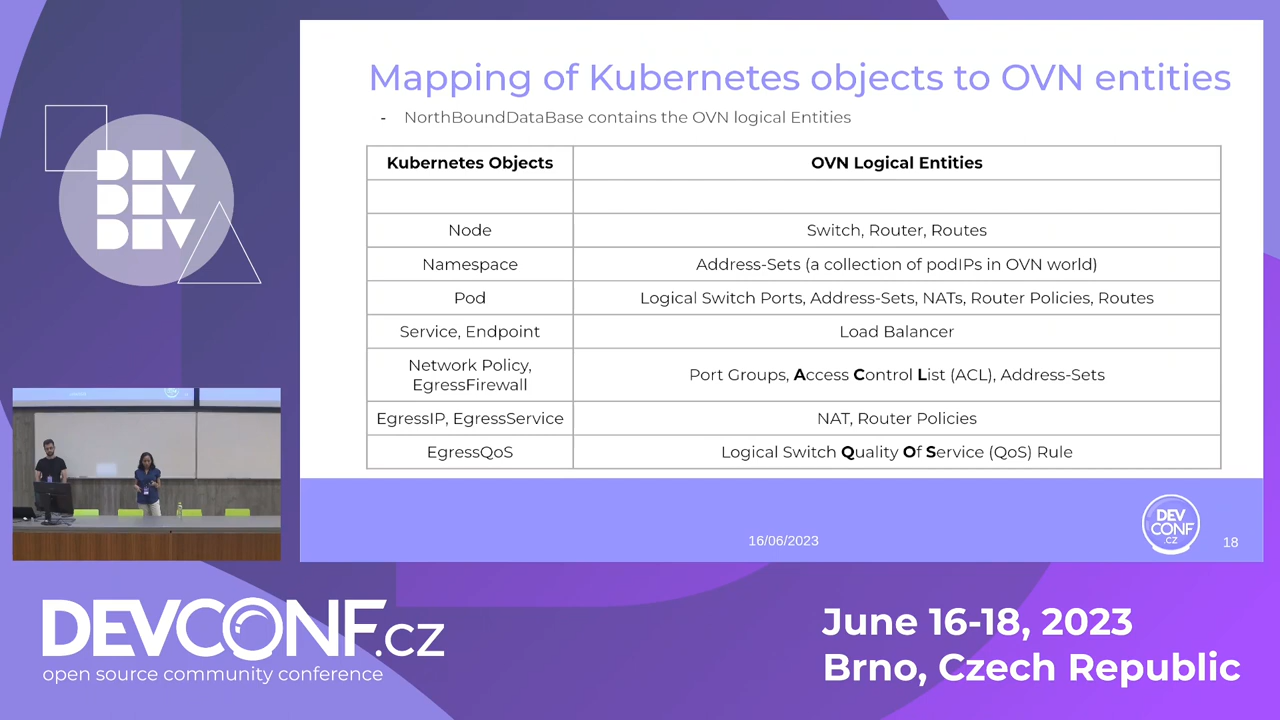 DEV
DEV
DEV
Mapping of Kubernetes objects to OVN entities
- NorthBoundDataBase contains the OVN logical Entities
Kubernetes Objects OVN Logical Entities
Node Switch, Router, Routes
Namespace Address-Sets (a collection of podIPs in OVN world)
Pod Logical Switch Ports, Address-Sets, NATs, Router Policies, Routes
Service, Endpoint Load Balancer
Network Policy,
EgressFirewall Port Groups, Access Control List (ACL), Address-Sets
EgressIP, EgressService NAT, Router Policies
EgressQoS Logical Switch Quality Of Service (QoS) Rule
16/06/2023
DEV
CONF
.cz
18
DEVCONF.cz
open source community conference
June 16-18, 2023
Brno, Czech Republic